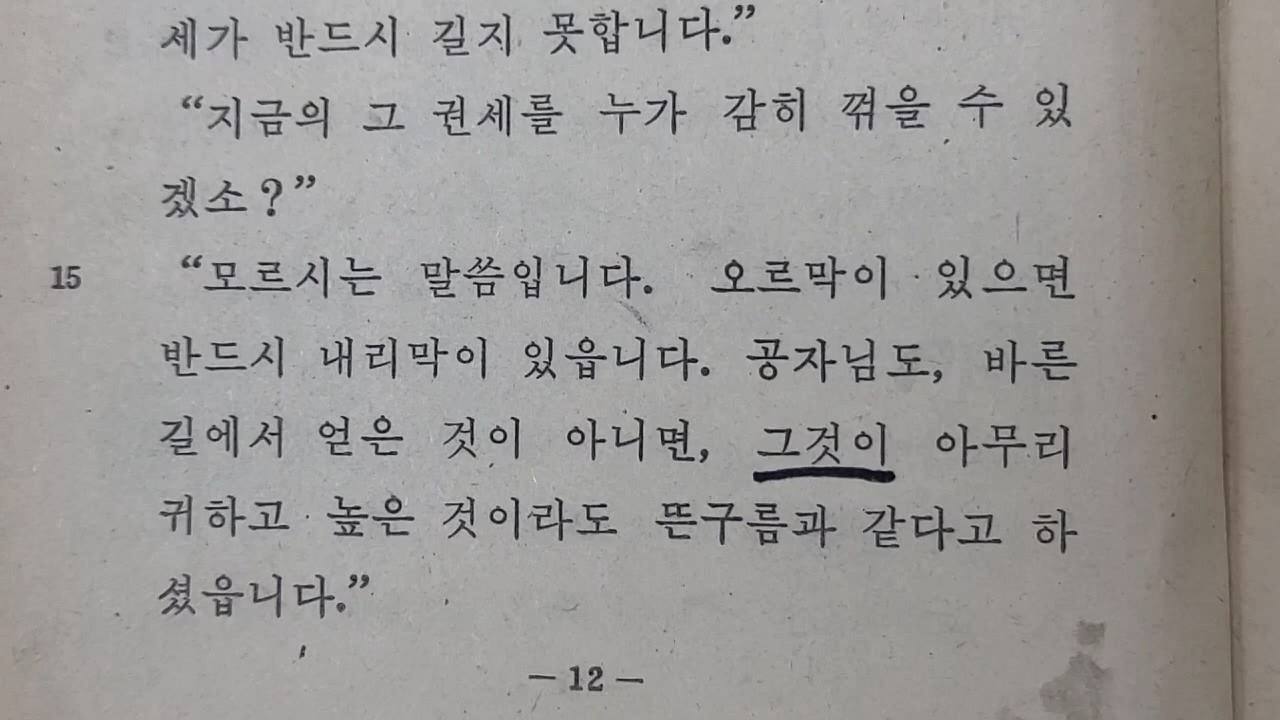 세가 반드시 길지 못합니다.”
“지금의 그 권세를 누가 감히 꺾을 수 있
겠소?”
15 “모르시는 말씀입니다. 오르막이 있으면
반드시 내리막이 있읍니다. 공자님도, 바른
길에서 얻은 것이 아니면, 그것이 아무리
귀하고 높은 것이라도 뜬구름과 같다고 하
셨읍니다.”
— 12 —